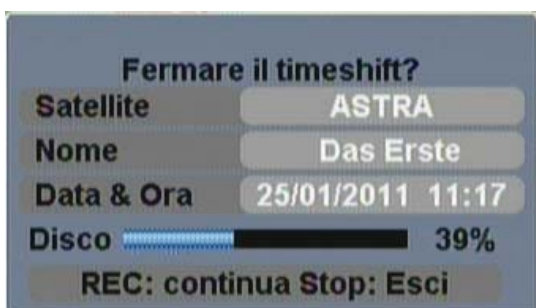 Fermare il timeshift?
Satellite ASTRA
Nome Das Erste
Data & Ora 25/01/2011 11:17
Disco 39%
REC: continua Stop: Esci